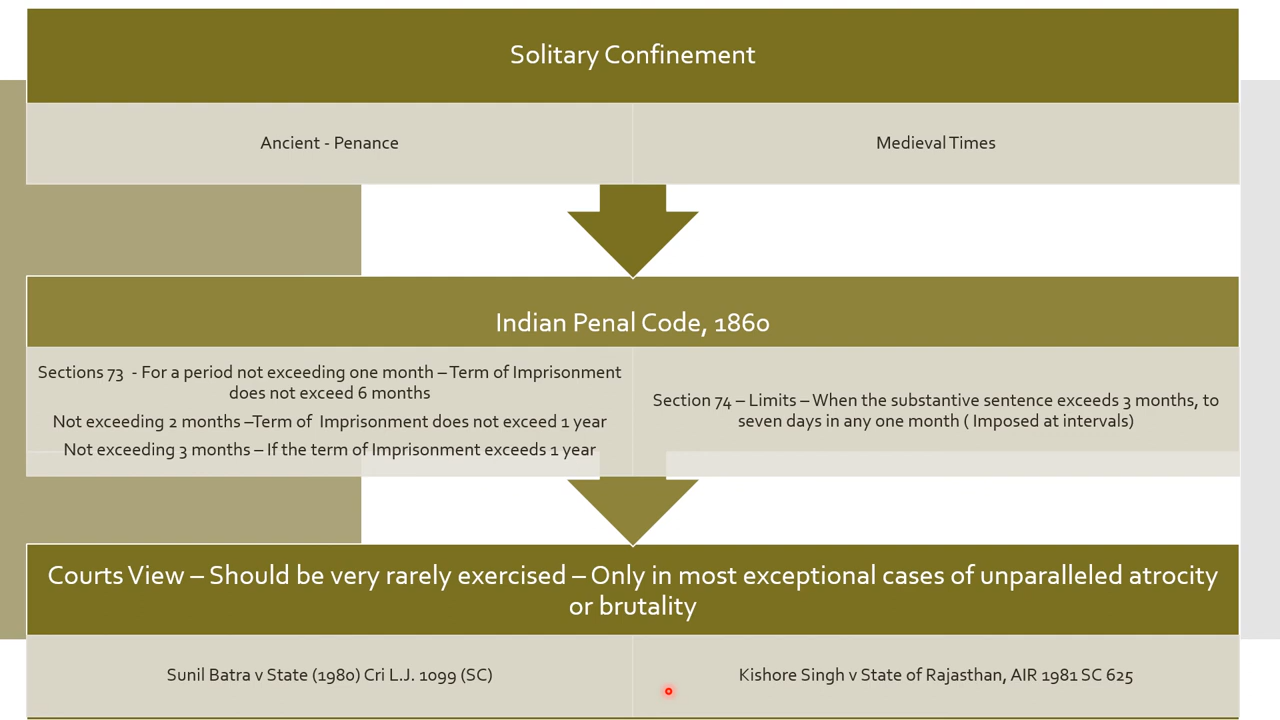 Solitary Confinement
Ancient - Penance
Medieval Times
Indian Penal Code, 1860
Sections 73 - For a period not exceeding one month – Term of Imprisonment
does not exceed 6 months
Not exceeding 2 months –Term of Imprisonment does not exceed 1 year
Not exceeding 3 months – If the term of Imprisonment exceeds 1 year
Section 74 – Limits – When the substantive sentence exceeds 3 months, to
seven days in any one month ( Imposed at intervals)
Courts View – Should be very rarely exercised – Only in most exceptional cases of unparalleled atrocity
or brutality
Sunil Batra v State (1980) Cri L.J. 1099 (SC)
Kishore Singh v State of Rajasthan, AIR 1981 SC 625